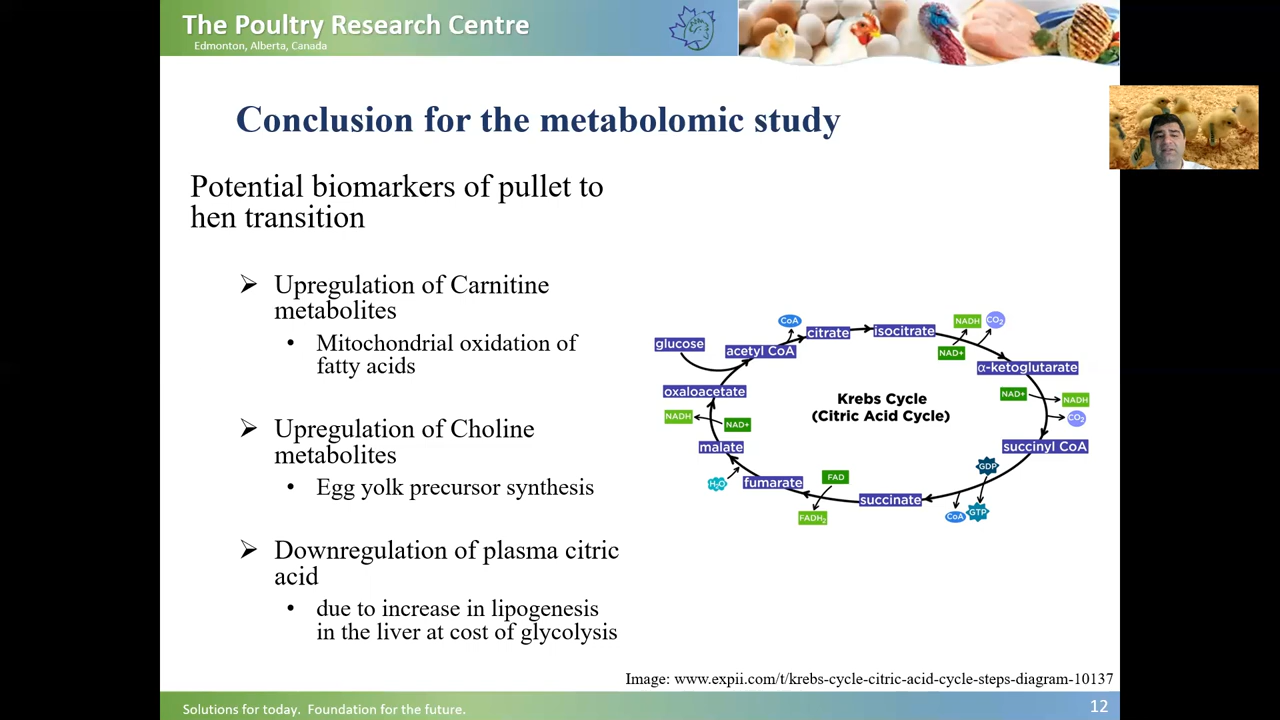 The Poultry Research Centre
Edmonton, Alberta, Canada
Conclusion for the metabolomic study
Potential biomarkers of pullet to
hen transition
➢ Upregulation of Carnitine
metabolites
• Mitochondrial oxidation of
fatty acids
➢ Upregulation of Choline
metabolites
• Egg yolk precursor synthesis
➢ Downregulation of plasma citric
acid
• due to increase in lipogenesis
in the liver at cost of glycolysis
Krebs Cycle
(Citric Acid Cycle)
glucose
acetyl CoA
CoA
citrate
isocitrate
NADH
CO₂
NAD+
α-ketoglutarate
NAD+
NADH
CO₂
succinyl CoA
GDP
GTP
CoA
succinate
FAD
FADH₂
fumarate
H₂O
malate
NAD+
NADH
oxaloacetate
Image: www.expii.com/t/krebs-cycle-citric-acid-cycle-steps-diagram-10137
Solutions for today. Foundation for the future.
12